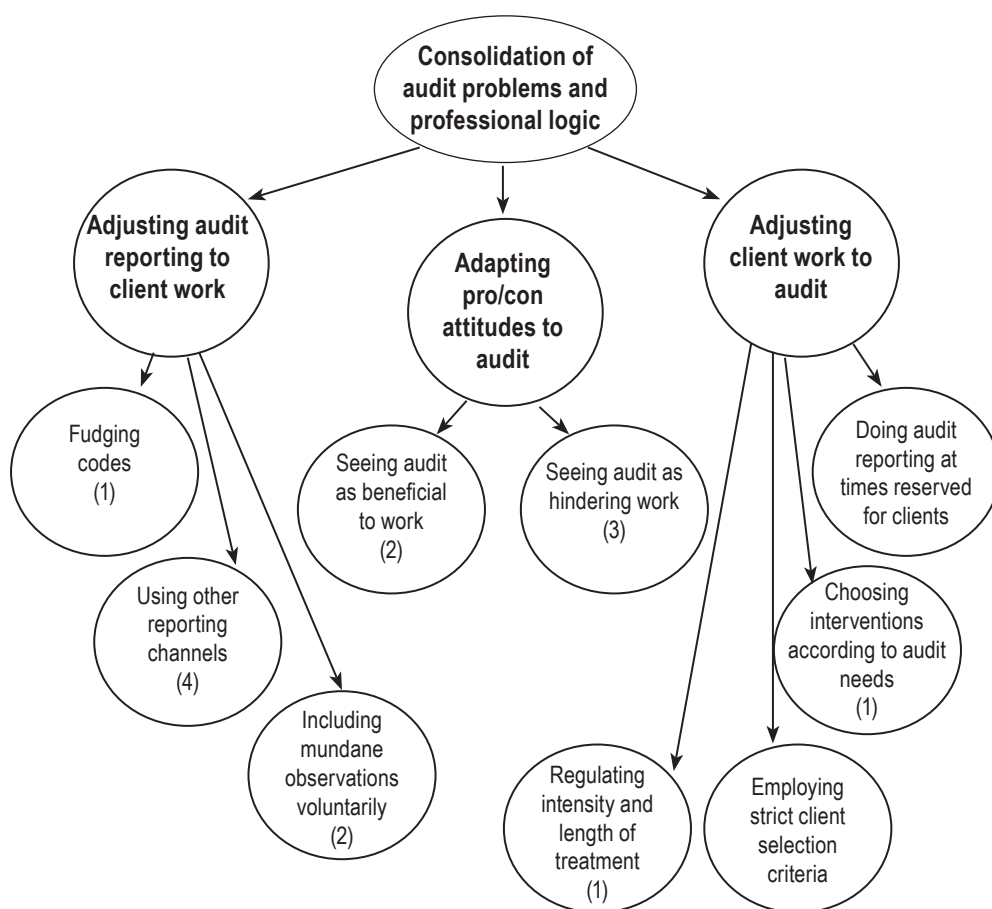 Consolidation of
audit problems and
professional logic
Adjusting audit
reporting to
client work
Adapting
pro/con
attitudes to
audit
Adjusting
client work to
audit
Fudging
codes
(1)
Using other
reporting
channels
(4)
Including
mundane
observations
voluntarily
(2)
Seeing audit
as beneficial
to work
(2)
Seeing audit as
hindering work
(3)
Doing audit
reporting at
times reserved
for clients
Choosing
interventions
according to audit
needs
(1)
Regulating
intensity and
length of
treatment
(1)
Employing
strict client
selection
criteria